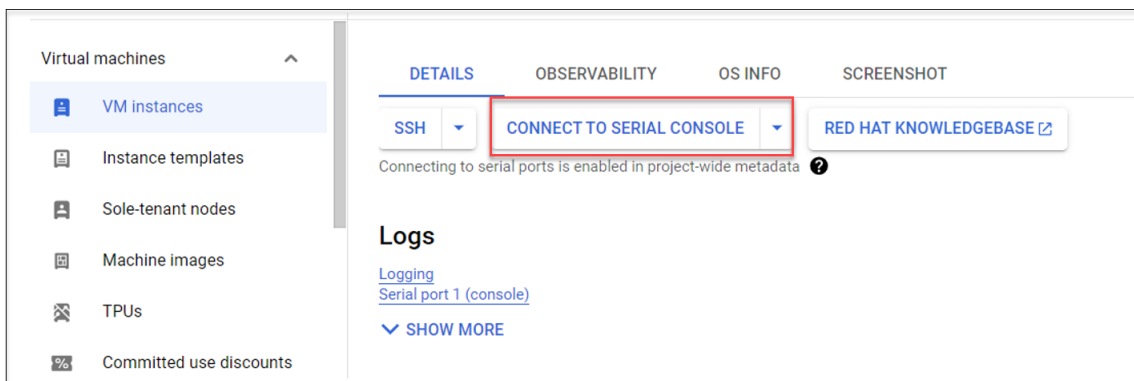 Virtual machines
VM instances
Instance templates
Sole-tenant nodes
Machine images
TPUs
Committed use discounts
DETAILS OBSERVABILITY OS INFO SCREENSHOT
SSH CONNECT TO SERIAL CONSOLE RED HAT KNOWLEDGEBASE
Connecting to serial ports is enabled in project-wide metadata ?
Logs
Logging
Serial port 1 (console)
SHOW MORE